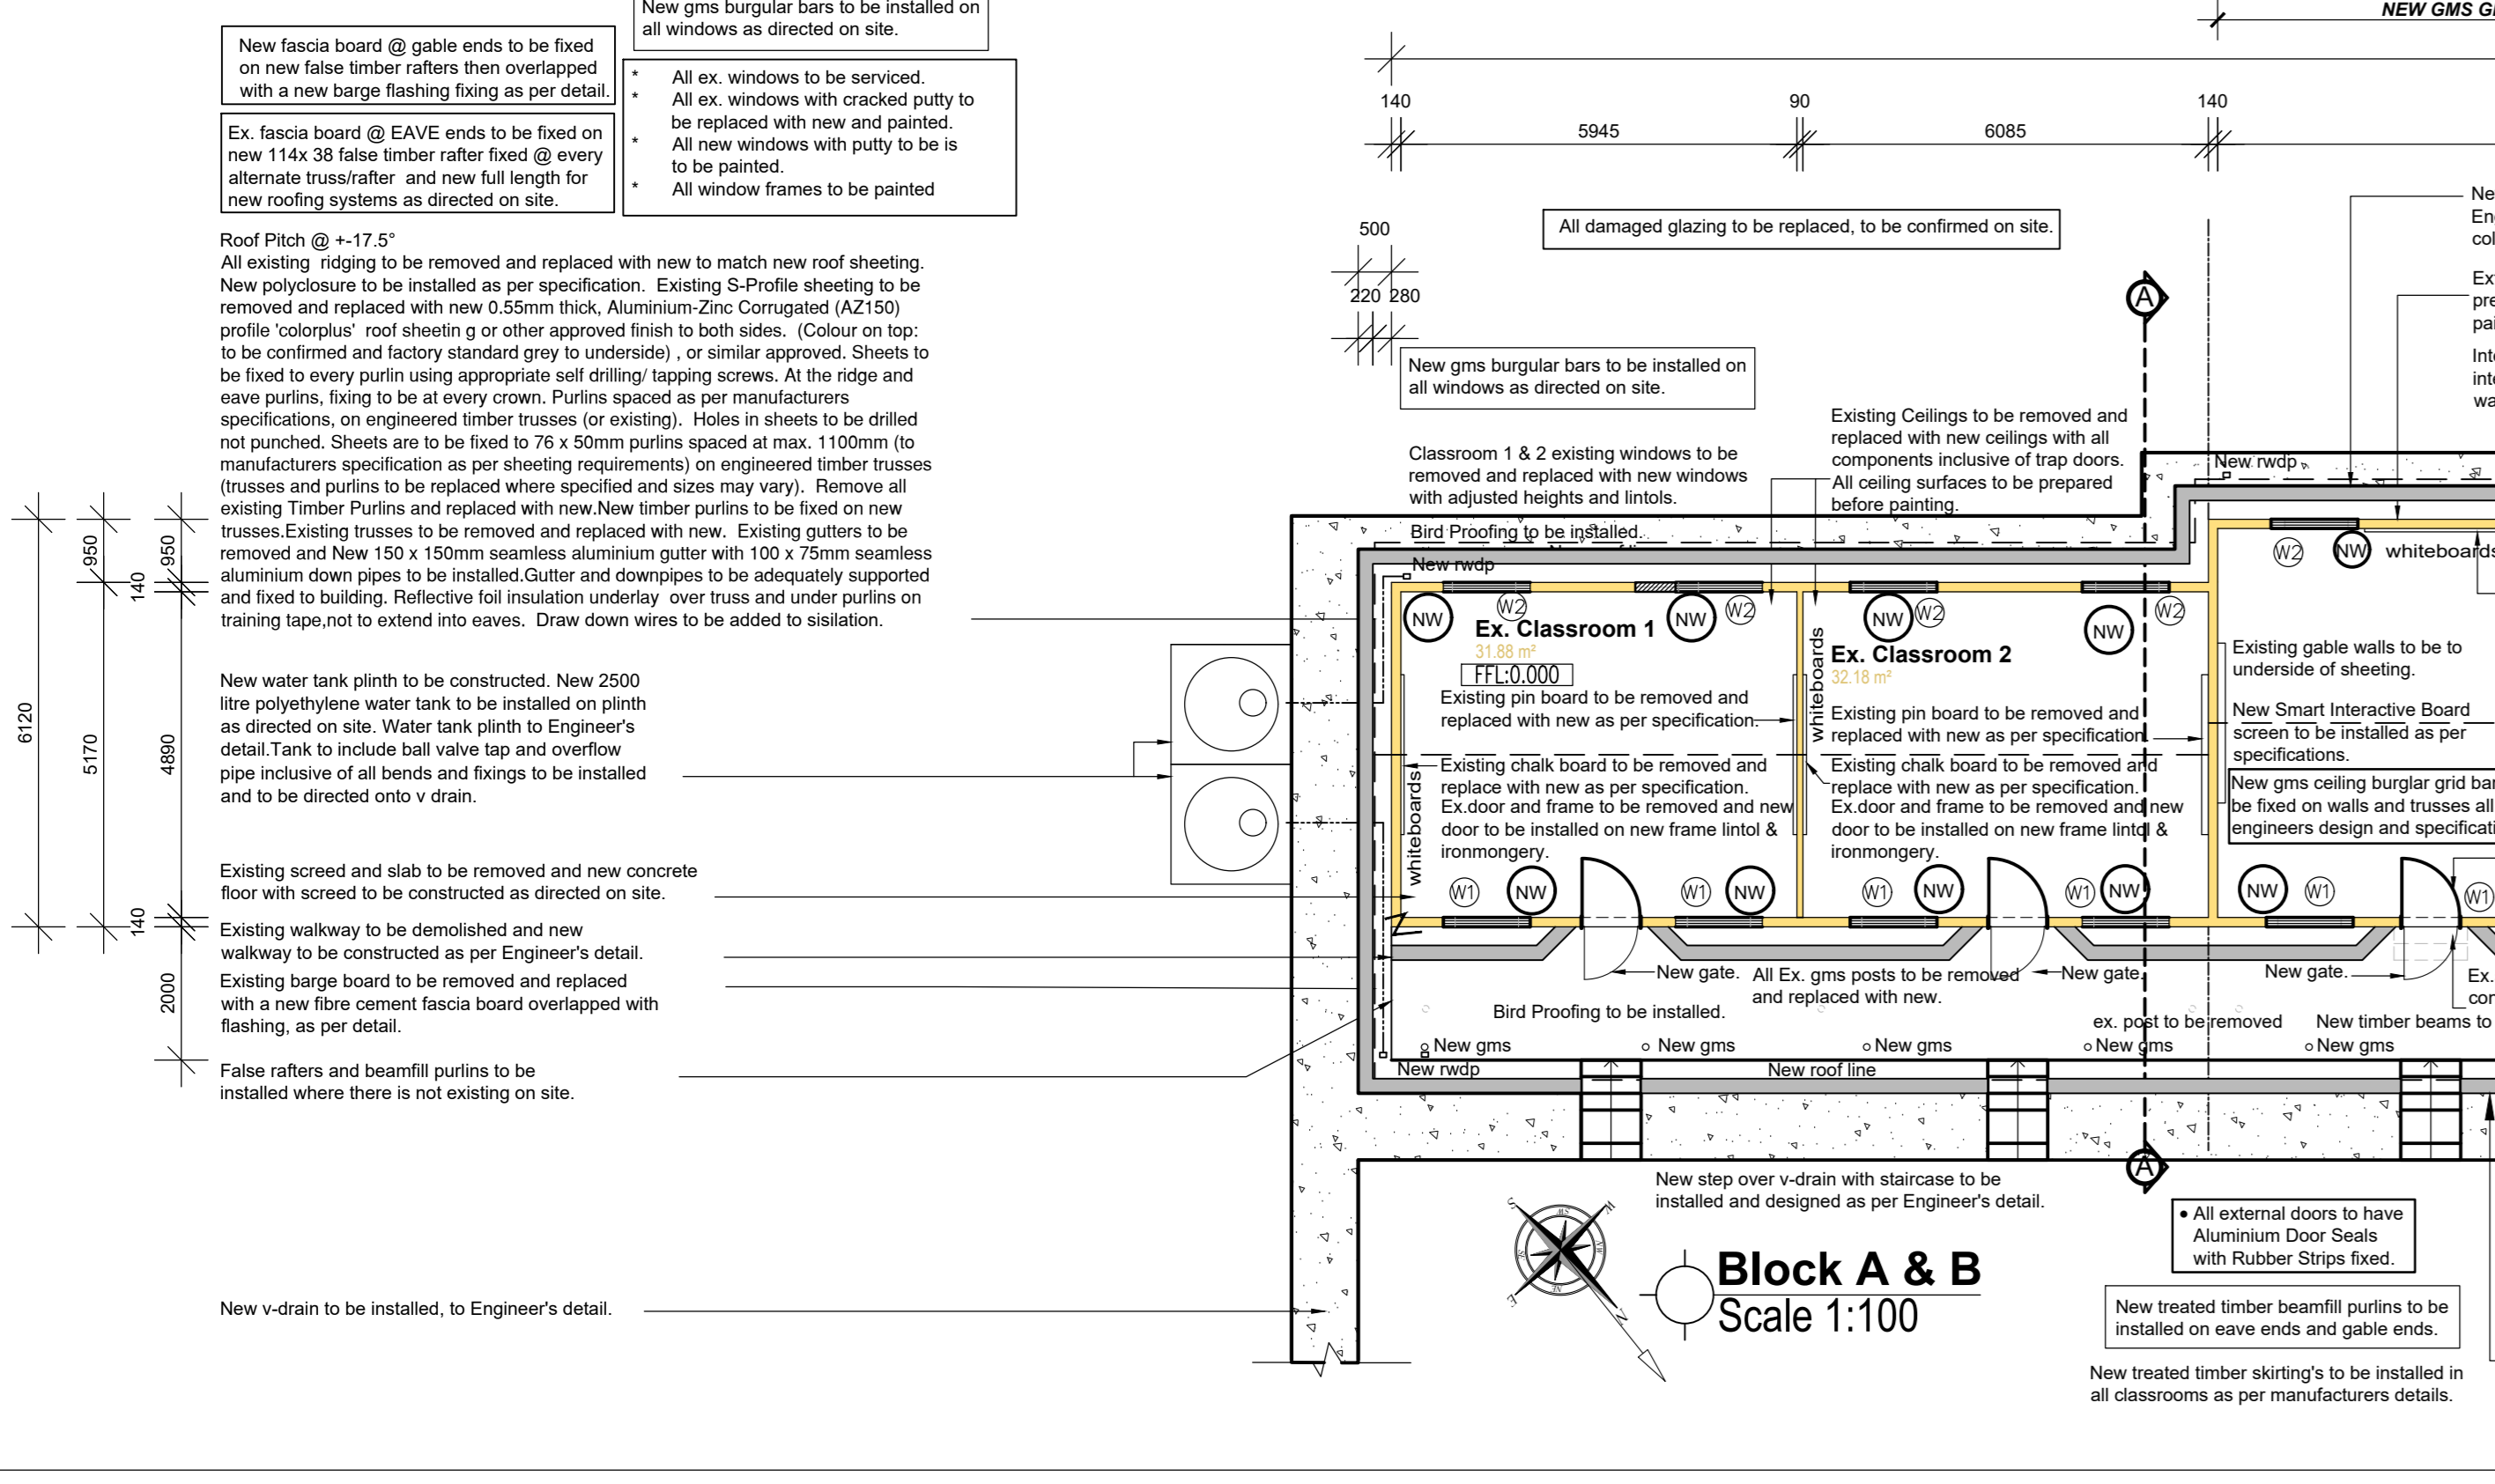 New gms burgular bars to be installed on
all windows as directed on site.
NEW GMS
New fascia board @ gable ends to be fixed
on new false timber rafters then overlapped
with a new barge flashing fixing as per detail.
Ex. fascia board @ EAVE ends to be fixed on
new 114x 38 false timber rafter fixed @ every
alternate truss/rafter  and new full length for
new roofing systems as directed on site.
* All ex. windows to be serviced.
* All ex. windows with cracked putty to
be replaced with new and painted.
* All new windows with putty to be is
to be painted.
* All window frames to be painted
140
90
140
5945
6085
Roof Pitch @ +-17.5°
All existing  ridging to be removed and replaced with new to match new roof sheeting.
New polyclosure to be installed as per specification.  Existing S-Profile sheeting to be
removed and replaced with new 0.55mm thick, Aluminium-Zinc Corrugated (AZ150)
profile 'colorplus'  roof sheetin g or other approved finish to both sides.  (Colour on top:
to be confirmed and factory standard grey to underside) , or similar approved. Sheets to
be fixed to every purlin using appropriate self drilling/ tapping screws. At the ridge and
eave purlins, fixing to be at every crown. Purlins spaced as per manufacturers
specifications, on engineered timber trusses (or existing).  Holes in sheets to be drilled
not punched. Sheets are to be fixed to 76 x 50mm purlins spaced at max. 1100mm (to
manufacturers specification as per sheeting requirements) on engineered timber trusses
(trusses and purlins to be replaced where specified and sizes may vary).  Remove all
existing Timber Purlins and replaced with new.New timber purlins to be fixed on new
trusses.Existing trusses to be removed and replaced with new.  Existing gutters to be
removed and New 150 x 150mm seamless aluminium gutter with 100 x 75mm seamless
aluminium down pipes to be installed.Gutter and downpipes to be adequately supported
and fixed to building. Reflective foil insulation underlay  over truss and under purlins on
training tape,not to extend into eaves.  Draw down wires to be added to sisilation.
All damaged glazing to be replaced, to be confirmed on site.
500
220 280
New gms burgular bars to be installed on
all windows as directed on site.
A
Classroom 1 & 2 existing windows to be
removed and replaced with new windows
with adjusted heights and lintols.
Bird Proofing to be installed.
Existing Ceilings to be removed and
replaced with new ceilings with all
components inclusive of trap doors.
All ceiling surfaces to be prepared
before painting.
New rwdp
New rwdp
950
950
140
6120
5170
4890
140
2000
New water tank plinth to be constructed. New 2500
litre polyethylene water tank to be installed on plinth
as directed on site. Water tank plinth to Engineer's
detail.Tank to include ball valve tap and overflow
pipe inclusive of all bends and fixings to be installed
and to be directed onto v drain.
Existing screed and slab to be removed and new concrete
floor with screed to be constructed as directed on site.
Existing walkway to be demolished and new
walkway to be constructed as per Engineer's detail.
Existing barge board to be removed and replaced
with a new fibre cement fascia board overlapped with
flashing, as per detail.
False rafters and beamfill purlins to be
installed where there is not existing on site.
New v-drain to be installed, to Engineer's detail.
NW W2 NW W2 NW W2 NW W2 W2 NW whiteboards
Ex. Classroom 1
31.88 m²
FFL:0.000
Existing pin board to be removed and
replaced with new as per specification.
Existing chalk board to be removed and
replace with new as per specification.
Ex.door and frame to be removed and new
door to be installed on new frame lintol &
ironmongery.
whiteboards
whiteboards
Ex. Classroom 2
32.18 m²
Existing pin board to be removed and
replaced with new as per specification.
Existing chalk board to be removed and
replace with new as per specification.
Ex.door and frame to be removed and new
door to be installed on new frame lintol &
ironmongery.
Existing gable walls to be to
underside of sheeting.
New Smart Interactive Board
screen to be installed as per
specifications.
New gms ceiling burglar grid
be fixed on walls and trusses all
engineers design and
W1 NW W1 NW W1 NW W1 NW NW W1 W1
New gate.
All Ex. gms posts to be removed
and replaced with new.
New gate.
New gate.
Ex.
Bird Proofing to be installed.
ex. post to be removed
New timber beams to
New gms
New gms
New gms
New gms
New gms
New rwdp
New roof line
A
New step over v-drain with staircase to be
installed and designed as per Engineer's detail.
S
SW
W
NW
N
NE
E
SE
Block A & B
Scale 1:100
• All external doors to have
Aluminium Door Seals
with Rubber Strips fixed.
New treated timber beamfill purlins to be
installed on eave ends and gable ends.
New treated timber skirting's to be installed in
all classrooms as per manufacturers details.